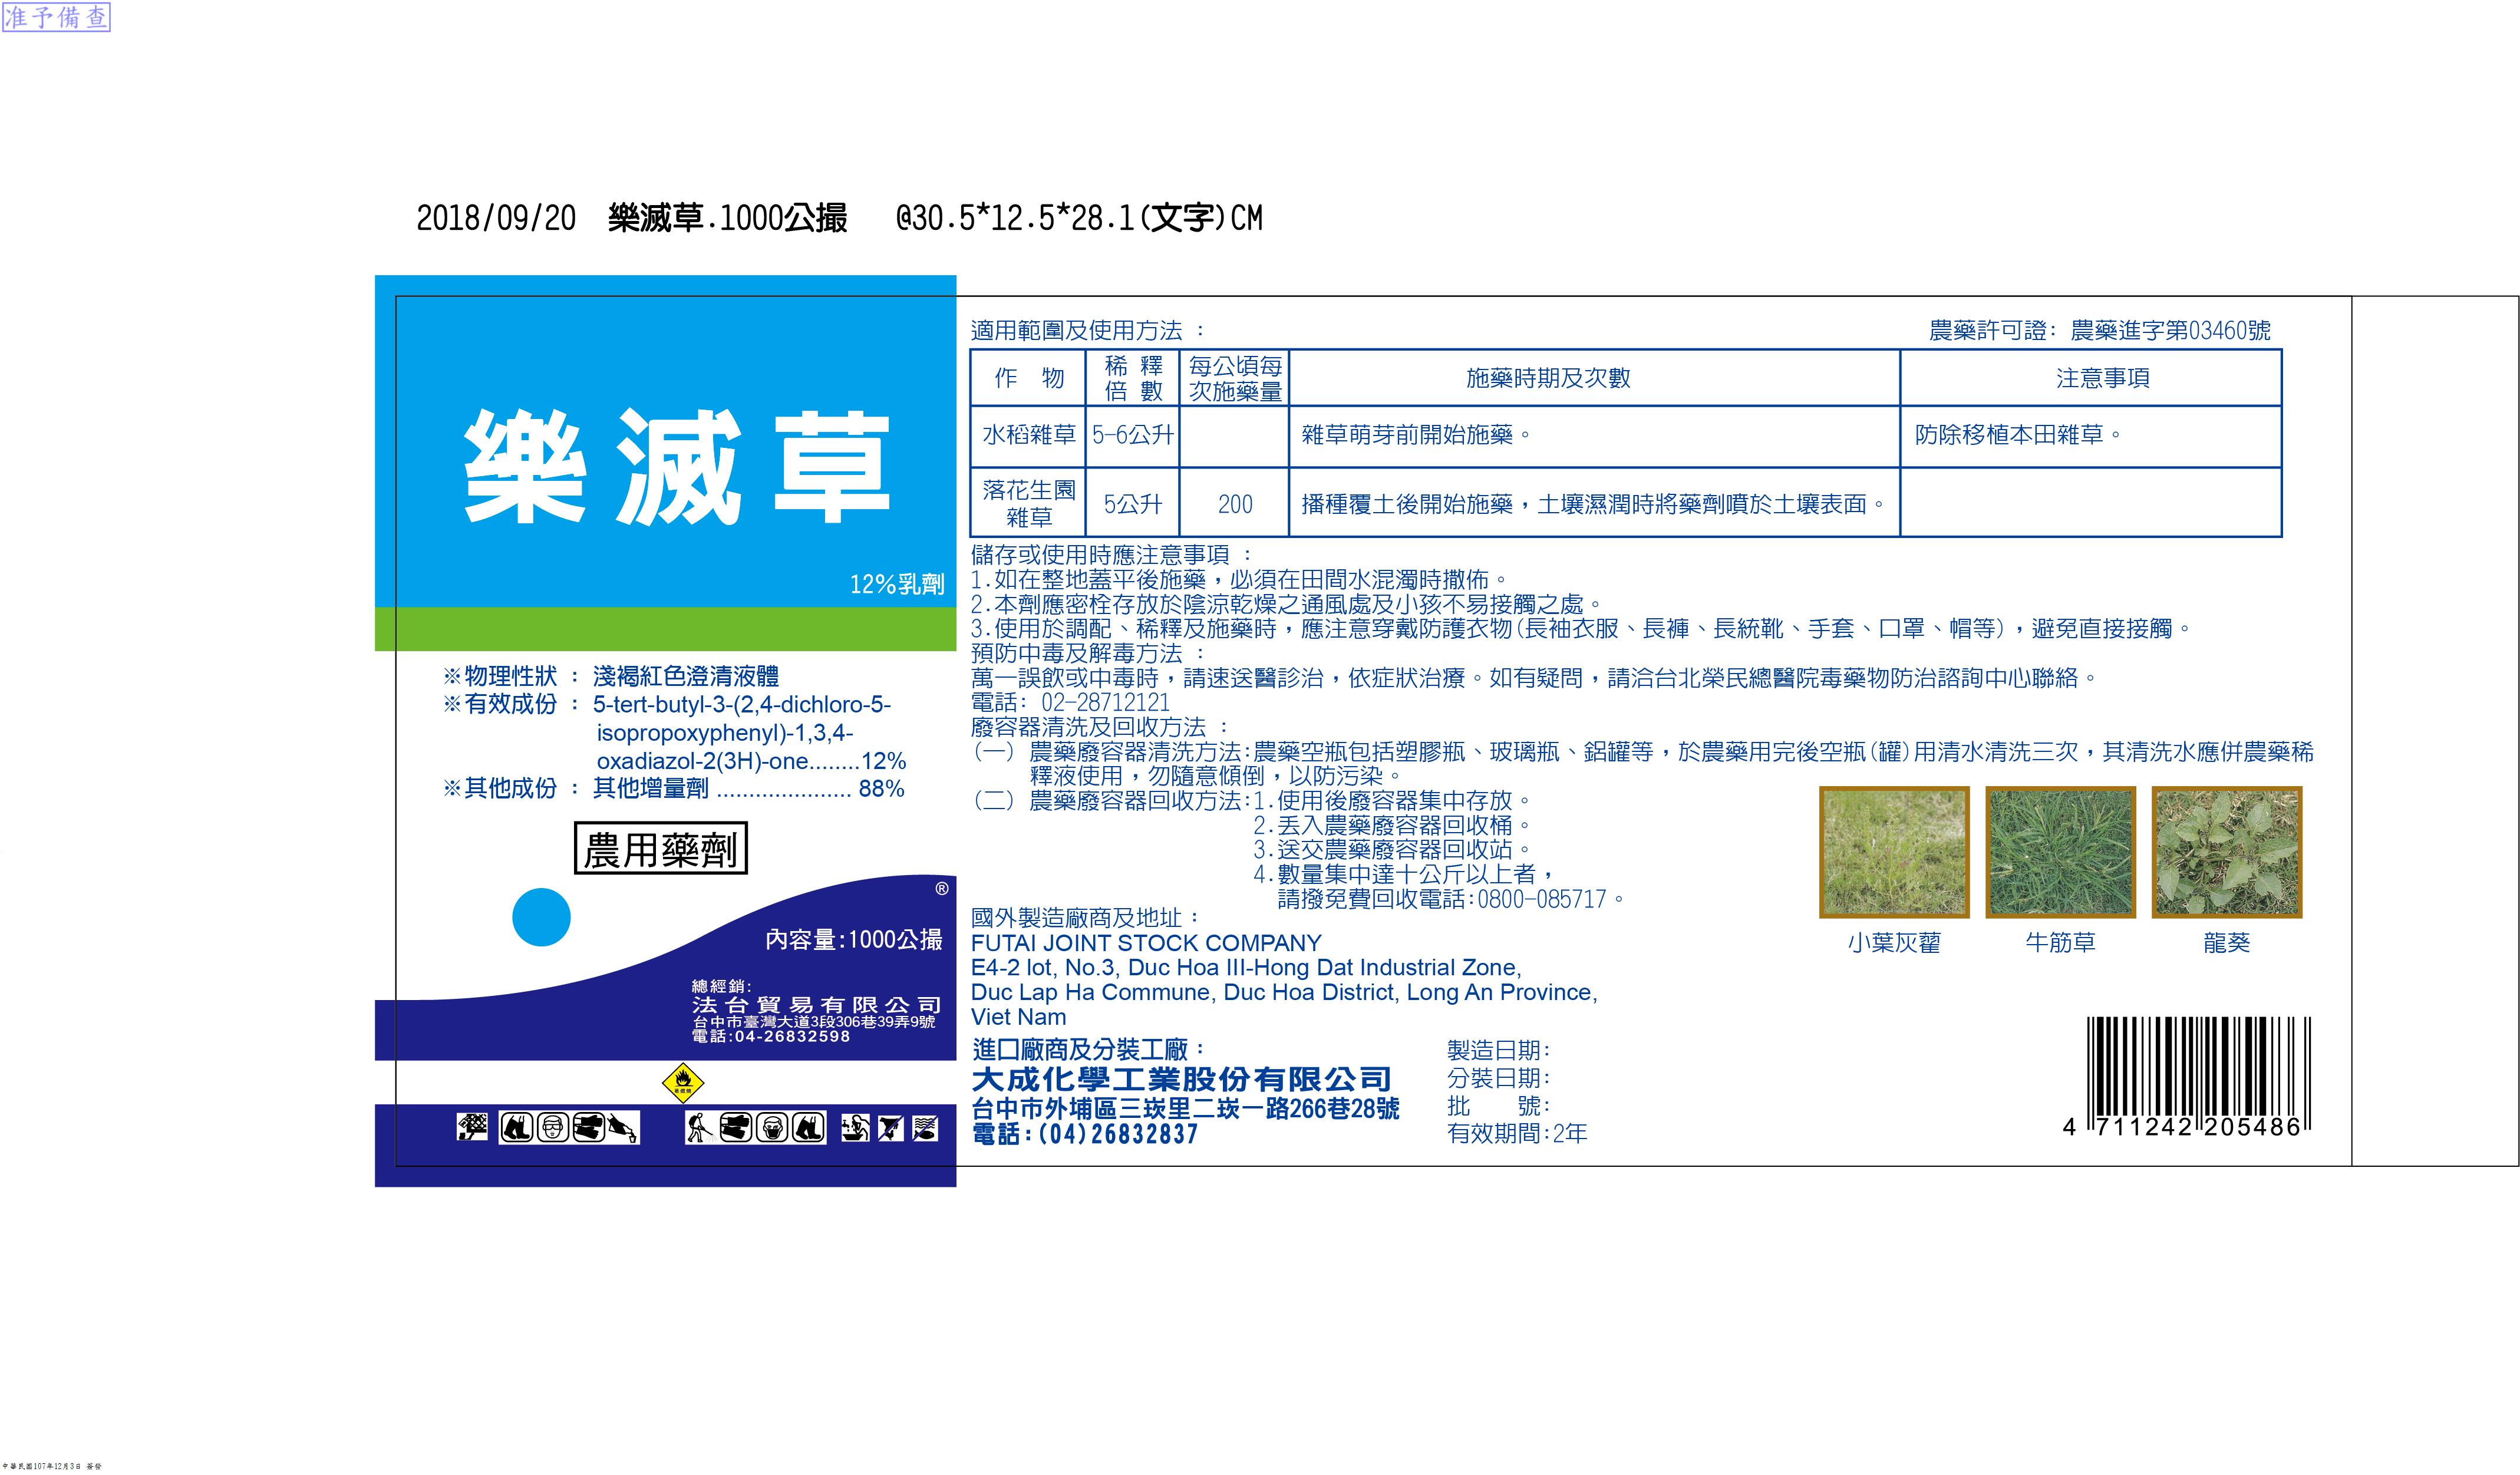 准予備查
2018/09/20 樂滅草.1000公撮 @30.5*12.5*28.1(文字)CM
樂滅草
12%乳劑
※物理性狀 : 淺褐紅色澄清液體
※有效成份 : 5-tert-butyl-3-(2,4-dichloro-5-
isopropoxyphenyl)-1,3,4-
oxadiazol-2(3H)-one........12%
※其他成份 : 其他增量劑 ..................... 88%
農用藥劑
®
內容量:1000公撮
總經銷:
法台貿易有限公司
台中市臺灣大道3段306巷39弄9號
電話:04-26832598
適用範圍及使用方法 :
農藥許可證: 農藥進字第03460號
作 物 稀釋倍數 每公頃每次施藥量 施藥時期及次數 注意事項
水稻雜草 5-6公升 雜草萌芽前開始施藥。 防除移植本田雜草。
落花生園雜草 5公升 200 播種覆土後開始施藥，土壤濕潤時將藥劑噴於土壤表面。
儲存或使用時應注意事項 :
1.如在整地蓋平後施藥，必須在田間水混濁時撒佈。
2.本劑應密栓存放於陰涼乾燥之通風處及小孩不易接觸之處。
3.使用於調配、稀釋及施藥時，應注意穿戴防護衣物(長袖衣服、長褲、長統靴、手套、口罩、帽等)，避免直接接觸。
預防中毒及解毒方法 :
萬一誤飲或中毒時，請速送醫診治，依症狀治療。如有疑問，請洽台北榮民總醫院毒藥物防治諮詢中心聯絡。
電話: 02-28712121
廢容器清洗及回收方法 :
(一) 農藥廢容器清洗方法:農藥空瓶包括塑膠瓶、玻璃瓶、鋁罐等，於農藥用完後空瓶(罐)用清水清洗三次，其清洗水應併農藥稀
釋液使用，勿隨意傾倒，以防污染。
(二) 農藥廢容器回收方法:1.使用後廢容器集中存放。
2.丟入農藥廢容器回收桶。
3.送交農藥廢容器回收站。
4.數量集中達十公斤以上者，
請撥免費回收電話:0800-085717。
小葉灰藋 牛筋草 龍葵
國外製造廠商及地址：
FUTAI JOINT STOCK COMPANY
E4-2 lot, No.3, Duc Hoa III-Hong Dat Industrial Zone,
Duc Lap Ha Commune, Duc Hoa District, Long An Province,
Viet Nam
進口廠商及分裝工廠：
大成化學工業股份有限公司
台中市外埔區三崁里二崁一路266巷28號
電話:(04)26832837
製造日期:
分裝日期:
批 號:
有效期間:2年
4 711242 205486
中華民國107年12月3日 簽發